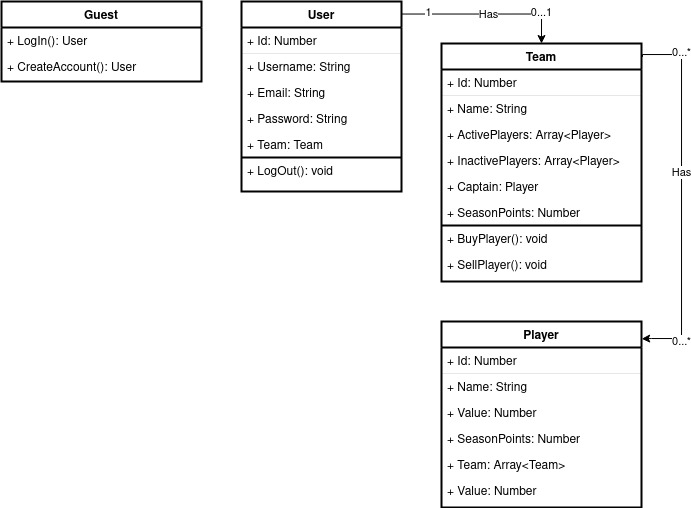 Guest
+ LogIn(): User
+ CreateAccount(): User
User
+ Id: Number
+ Username: String
+ Email: String
+ Password: String
+ Team: Team
+ LogOut(): void
1
Has
0...1
Team
+ Id: Number
+ Name: String
+ ActivePlayers: Array<Player>
+ InactivePlayers: Array<Player>
+ Captain: Player
+ SeasonPoints: Number
+ BuyPlayer(): void
+ SellPlayer(): void
0...*
Has
0...*
Player
+ Id: Number
+ Name: String
+ Value: Number
+ SeasonPoints: Number
+ Team: Array<Team>
+ Value: Number